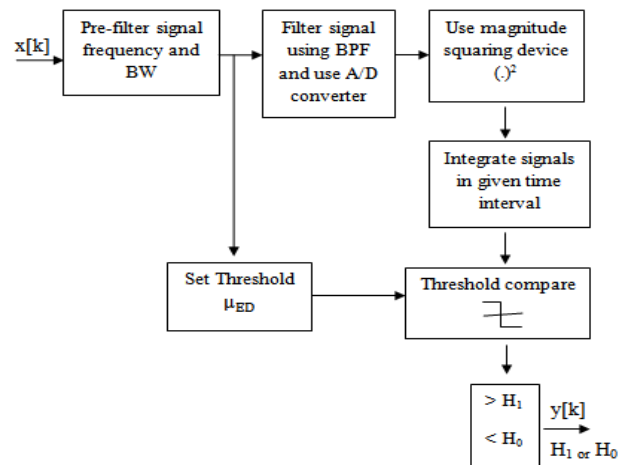 x[k]
Pre-filter signal
frequency and
BW
Filter signal
using BPF
and use A/D
converter
Use magnitude
squaring device
(.)²
Integrate signals
in given time
interval
Set Threshold
μED
Threshold compare
> H₁
< H₀
y[k]
H₁ or H₀